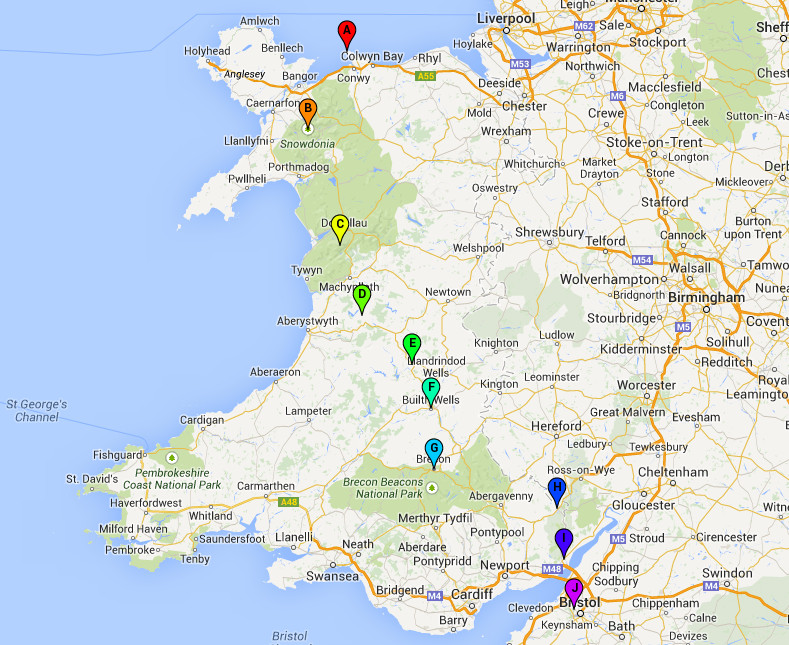 Amlwch
Liverpool
Leigh
Manchester
M62
Sale
Stockport
Sheff
A
Holyhead
Benllech
Colwyn Bay
Rhyl
Hoylake
Warrington
Anglesey
Bangor
Conwy
A55
M53
Northwich
Deeside
Chest
Macclesfield
Caernarfon
B
Mold
Chester
M6
Congleton
Crewe
Leek
Sutton-in-As
Llanllyfni
Snowdonia
Wrexham
Stoke-on-Trent
Porthmadog
Whitchurch
Market
Drayton
Longton
Stone
Derb
Mickleover
Pwllheli
Oswestry
Stafford
C
Burton
upon Trent
Shrewsbury
Telford
Cannock
Welshpool
M54
Tamwo
Walsall
Tywyn
Wolverhampton
Machynlleth
D
Newtown
Bridgnorth
Birmingham
Nune
Aberystwyth
Stourbridge
M5
Coven
E
Knighton
Ludlow
Kidderminster
Solihull
Llandrindod
Wells
Redditch
Aberaeron
F
Kington
Leominster
Worcester
Royal
Leamington
Builth Wells
St George's
Channel
Lampeter
Great Malvern
Evesham
Cardigan
Hereford
Ledbury
Tewkesbury
G
Fishguard
Brecon
Pembrokeshire
Coast National Park
St. David's
Ross-on-Wye
Cheltenham
Brecon Beacons
National Park
H
Carmarthen
A48
Abergavenny
Gloucester
Haverfordwest
Whitland
Merthyr Tydfil
Witne
Milford Haven
Saundersfoot
Llanelli
Neath
Aberdare
Pontypool
I
M5
Stroud
Cirencester
Pembroke
Tenby
Pontypridd
Newport
M48
Chipping
Sodbury
Swansea
Swindon
Bridgend
M4
Cardiff
J
M4
Bristol
Clevedon
Chippenham
Barry
Keynsham
Bath
Calne
Bristol
Devizes